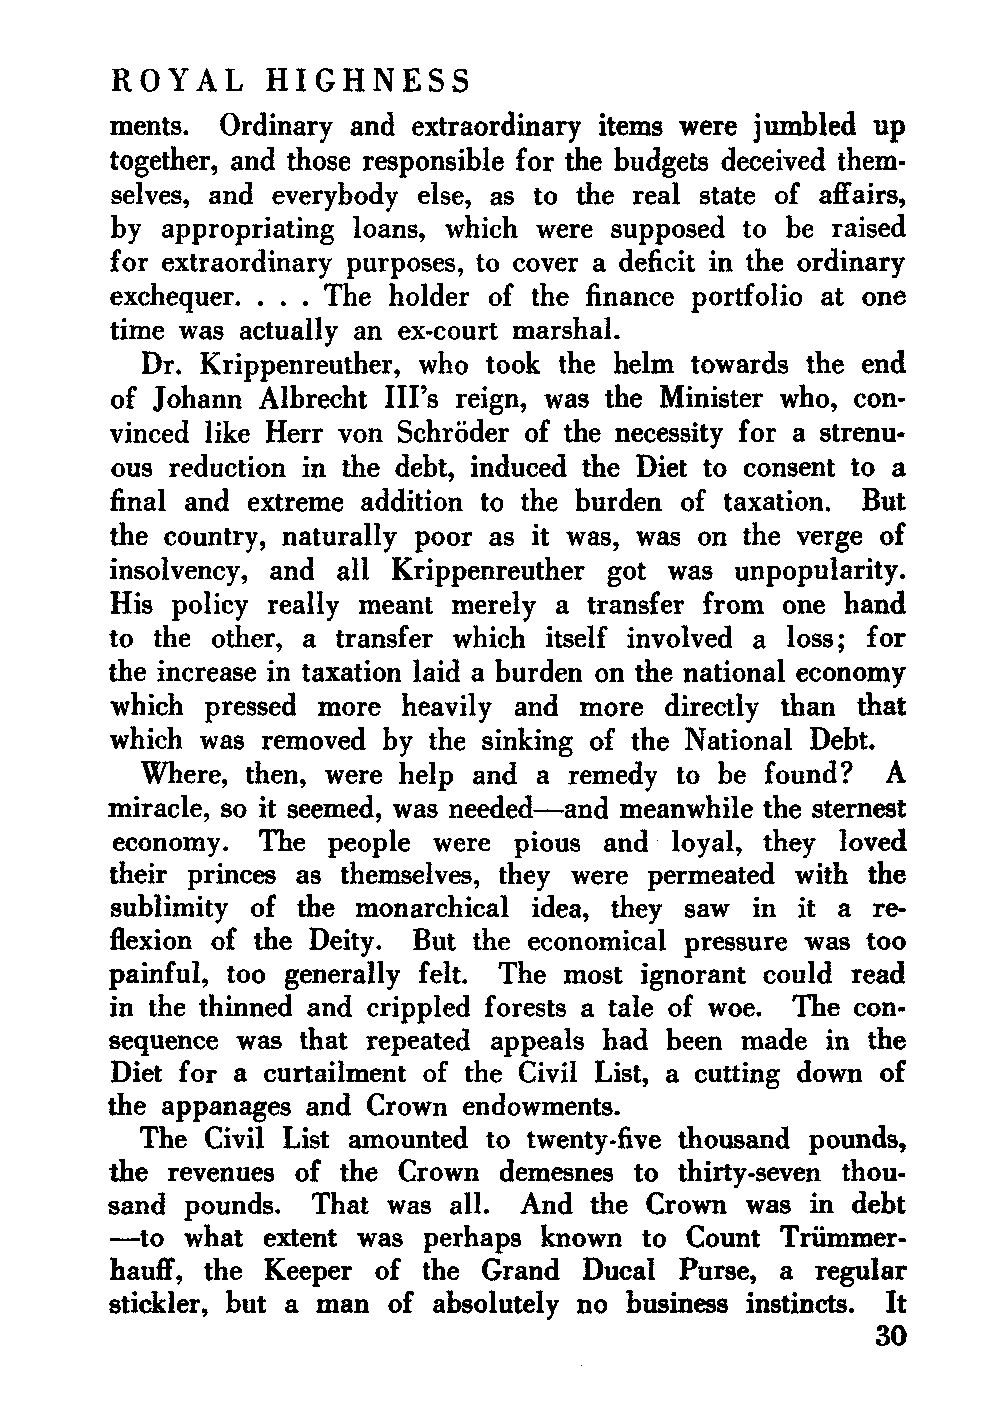 ROYAL HIGHNESS
ments. Ordinary and extraordinary items were jumbled up
together, and those responsible for the budgets deceived them-
selves, and everybody else, as to the real state of affairs,
by appropriating loans, which were supposed to be raised
for extraordinary purposes, to cover a deficit in the ordinary
exchequer. . . . The holder of the finance portfolio at one
time was actually an ex-court marshal.
Dr. Krippenreuther, who took the helm towards the end
of Johann Albrecht III's reign, was the Minister who, con-
vinced like Herr von Schröder of the necessity for a strenu-
ous reduction in the debt, induced the Diet to consent to a
final and extreme addition to the burden of taxation. But
the country, naturally poor as it was, was on the verge of
insolvency, and all Krippenreuther got was unpopularity.
His policy really meant merely a transfer from one hand
to the other, a transfer which itself involved a loss; for
the increase in taxation laid a burden on the national economy
which pressed more heavily and more directly than that
which was removed by the sinking of the National Debt.
Where, then, were help and a remedy to be found? A
miracle, so it seemed, was needed—and meanwhile the sternest
economy. The people were pious and loyal, they loved
their princes as themselves, they were permeated with the
sublimity of the monarchical idea, they saw in it a re-
flexion of the Deity. But the economical pressure was too
painful, too generally felt. The most ignorant could read
in the thinned and crippled forests a tale of woe. The con-
sequence was that repeated appeals had been made in the
Diet for a curtailment of the Civil List, a cutting down of
the appanages and Crown endowments.
The Civil List amounted to twenty-five thousand pounds,
the revenues of the Crown demesnes to thirty-seven thou-
sand pounds. That was all. And the Crown was in debt
—to what extent was perhaps known to Count Trümmer-
hauff, the Keeper of the Grand Ducal Purse, a regular
stickler, but a man of absolutely no business instincts. It
30